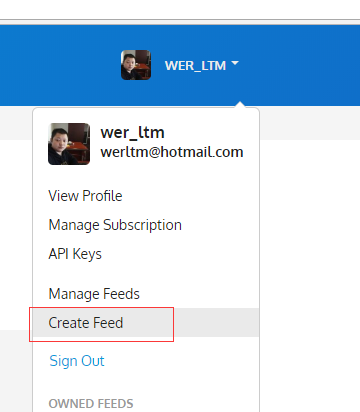 WER_LTM
wer_ltm
werltm@hotmail.com
View Profile
Manage Subscription
API Keys
Manage Feeds
Create Feed
Sign Out
OWNED FEEDS